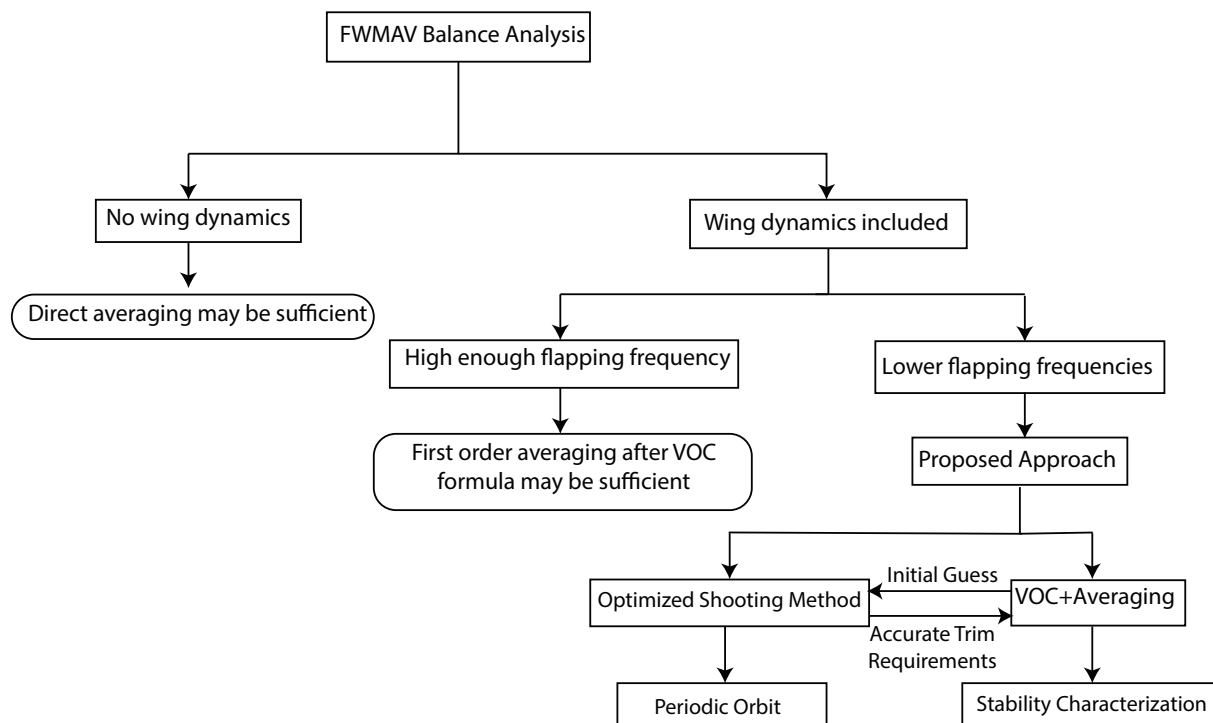 FWMAV Balance Analysis
No wing dynamics
Wing dynamics included
Direct averaging may be sufficient
High enough flapping frequency
Lower flapping frequencies
First order averaging after VOC
formula may be sufficient
Proposed Approach
Initial Guess
Optimized Shooting Method
VOC+Averaging
Accurate Trim
Requirements
Periodic Orbit
Stability Characterization